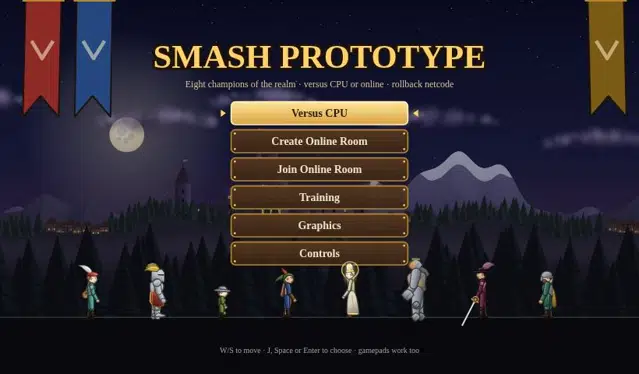 SMASH PROTOTYPE
Eight champions of the realm · versus CPU or online · rollback netcode
Versus CPU
Create Online Room
Join Online Room
Training
Graphics
Controls
W/S to move · J, Space or Enter to choose · gamepads work too